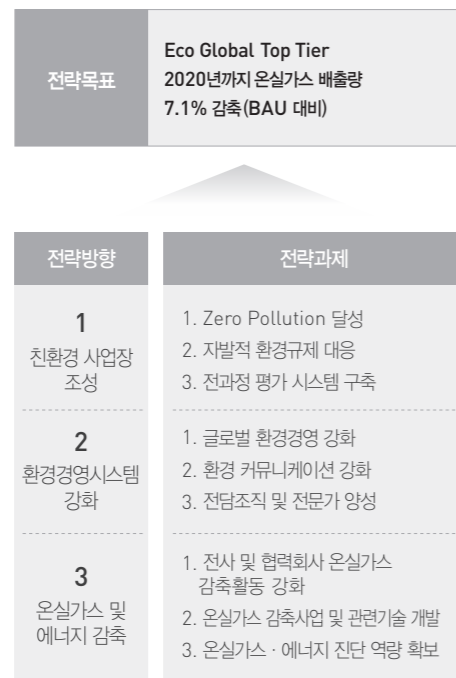 전략목표
Eco Global Top Tier
2020년까지 온실가스 배출량
7.1% 감축(BAU 대비)
전략방향
전략과제
1
친환경 사업장
조성
1. Zero Pollution 달성
2. 자발적 환경규제 대응
3. 전과정 평가 시스템 구축
2
환경경영시스템
강화
1. 글로벌 환경경영 강화
2. 환경 커뮤니케이션 강화
3. 전담조직 및 전문가 양성
3
온실가스 및
에너지 감축
1. 전사 및 협력회사 온실가스
감축활동 강화
2. 온실가스 감축사업 및 관련기술 개발
3. 온실가스 · 에너지 진단 역량 확보